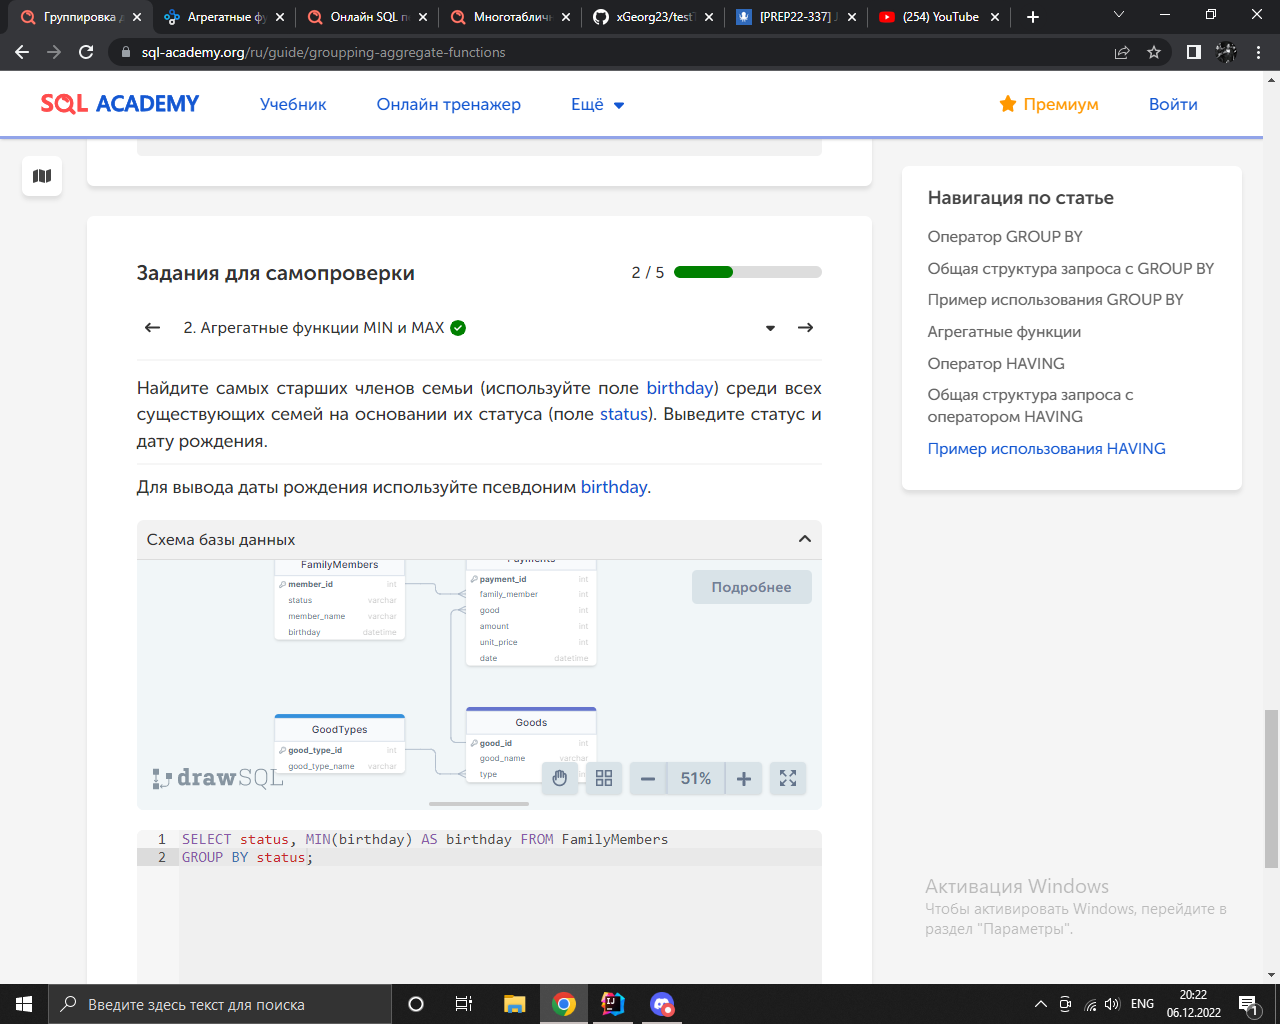 Группировка д
Агрегатные ф
Онлайн SQL п
Многотаблич
xGeorg23/test
[PREP22-337] J
(254) YouTube
sql-academy.org/ru/guide/groupping-aggregate-functions
SQL ACADEMY
Учебник
Онлайн тренажер
Ещё
Премиум
Войти
Задания для самопроверки
2 / 5
2. Агрегатные функции MIN и MAX
Найдите самых старших членов семьи (используйте поле birthday) среди всех
существующих семей на основании их статуса (поле status). Выведите статус и
дату рождения.
Для вывода даты рождения используйте псевдоним birthday.
Схема базы данных
Подробнее
FamilyMembers
member_id int
status varchar
member_name varchar
birthday datetime
Payments
payment_id int
family_member int
good int
amount int
unit_price int
date datetime
GoodTypes
good_type_id int
good_type_name varchar
Goods
good_id int
good_name varchar
type int
drawSQL
51%
1 SELECT status, MIN(birthday) AS birthday FROM FamilyMembers
2 GROUP BY status;
Навигация по статье
Оператор GROUP BY
Общая структура запроса с GROUP BY
Пример использования GROUP BY
Агрегатные функции
Оператор HAVING
Общая структура запроса с
оператором HAVING
Пример использования HAVING
Активация Windows
Чтобы активировать Windows, перейдите в
раздел "Параметры".
Введите здесь текст для поиска
ENG
20:22
06.12.2022
1